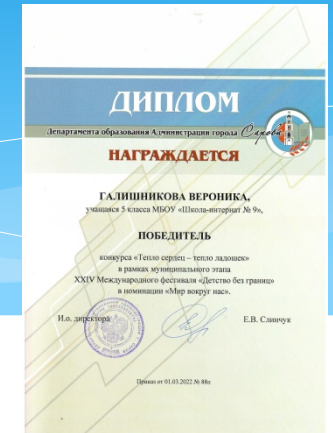 ДИПЛОМ
Департамента образования Администрации города Сарова
НАГРАЖДАЕТСЯ
ГАЛИШНИКОВА ВЕРОНИКА,
учащаяся 5 класса МБОУ «Школа-интернат № 9»,
ПОБЕДИТЕЛЬ
конкурса «Тепло сердец – тепло ладошек»
в рамках муниципального этапа
XXIV Международного фестиваля «Детство без границ»
в номинации «Мир вокруг нас».
И.о. директора Е.В. Слинчук
Приказ от 01.03.2022 № 88п